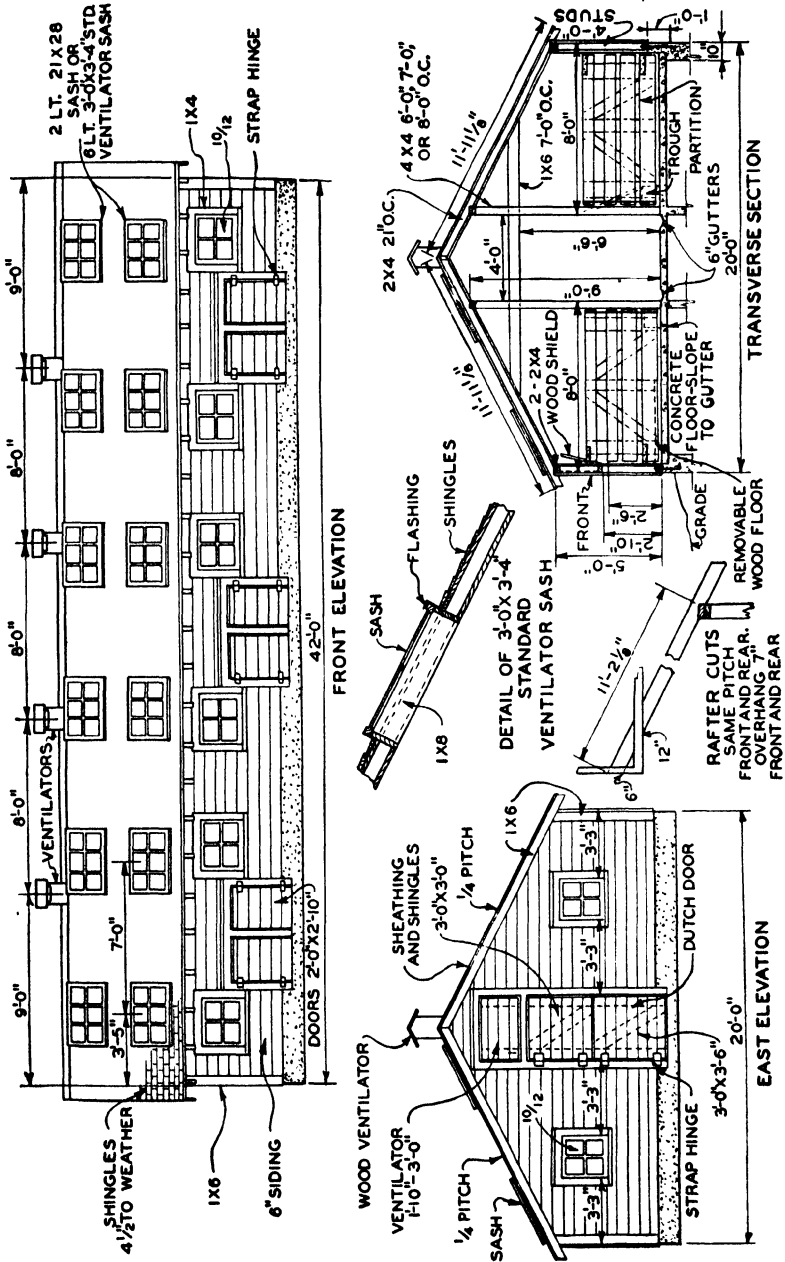 9'-0"
8'-0"
8'-0"
8'-0"
9'-0"
VENTILATORS
2 LT. 21X28
SASH OR
6 LT. 3'-0"X3'-4" STD.
VENTILATOR SASH
3'-5"
7'-0"
SHINGLES
4½" TO WEATHER
1X4
10/12
STRAP HINGE
1X6
6" SIDING
DOORS 2'-0"X2'-10"
42'-0"
FRONT ELEVATION
WOOD VENTILATOR
VENTILATOR
1'-10"-3'-0"
¼ PITCH
SASH
SHEATHING
AND SHINGLES
3'-0"X3'-0"
¼ PITCH
1X6
10/12
3'-3"
3'-3"
3'-3"
3'-3"
STRAP HINGE
3'-0"X3'-6"
DUTCH DOOR
20'-0"
EAST ELEVATION
SASH
FLASHING
SHINGLES
1X8
DETAIL OF 3'-0"X 3'-4"
STANDARD
VENTILATOR SASH
11'-2⅛"
6"
12"
RAFTER CUTS
SAME PITCH
FRONT AND REAR.
OVERHANG 7"
FRONT AND REAR
2X4 21" O.C.
4 X4 6'-0", 7'-0",
OR 8'-0" O.C.
11'-11⅛"
11'-11⅛"
4'-0"
STUDS
1'-0"
10"
2-2X4
WOOD SHIELD
FRONT
8'-0"
9'-0"
4'-0"
6'-6"
1X6 7'-0" O.C.
8'-0"
5'-0"
2'-10"
2'-6"
GRADE
REMOVABLE
WOOD FLOOR
CONCRETE
FLOOR-SLOPE
TO GUTTER
6" GUTTERS
TROUGH
PARTITION
20'-0"
TRANSVERSE SECTION